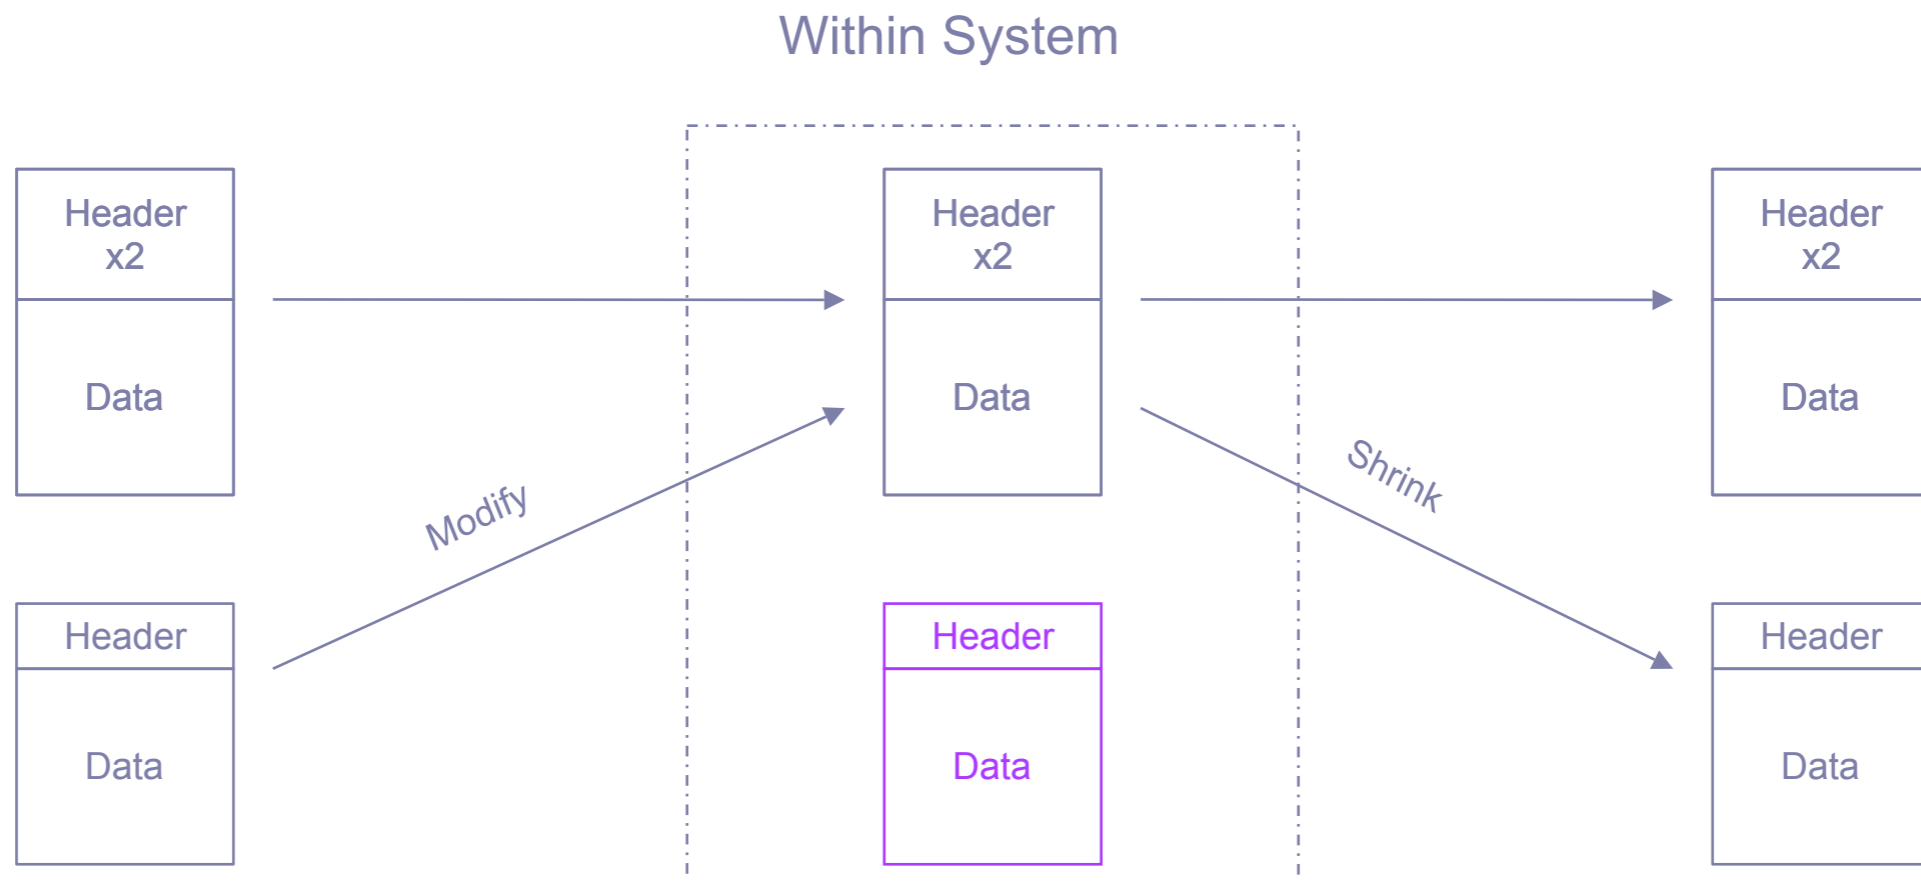 Within System
Header
x2
Header
x2
Header
x2
Data
Data
Data
Modify
Shrink
Header
Header
Header
Data
Data
Data